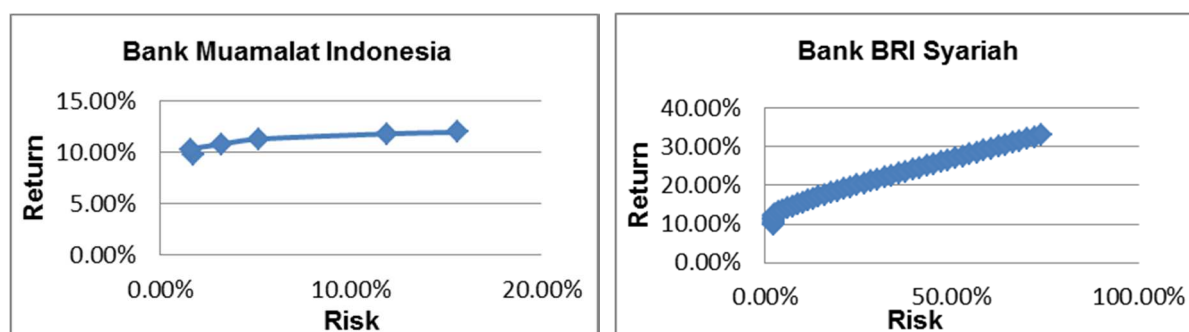 Bank Muamalat Indonesia
15.00%
10.00%
5.00%
0.00%
Return
0.00% 10.00% 20.00%
Risk
Bank BRI Syariah
40.00%
30.00%
20.00%
10.00%
0.00%
Return
0.00% 50.00% 100.00%
Risk